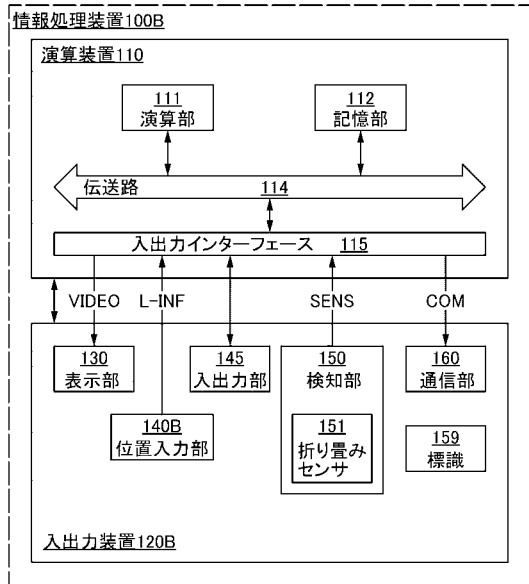 情報処理装置100B
演算装置110
111
演算部
112
記憶部
伝送路 114
入出力インターフェース 115
VIDEO L-INF SENS COM
130
表示部
145
入出力部
150
検知部
160
通信部
140B
位置入力部
151
折り畳み
センサ
159
標識
入出力装置120B